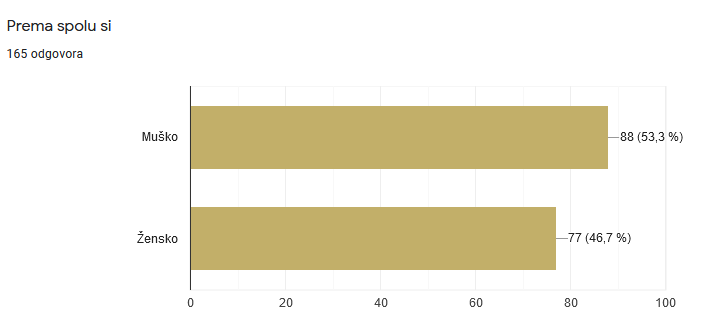 Prema spolu si
165 odgovora
Muško
88 (53,3 %)
Žensko
77 (46,7 %)
0 20 40 60 80 100